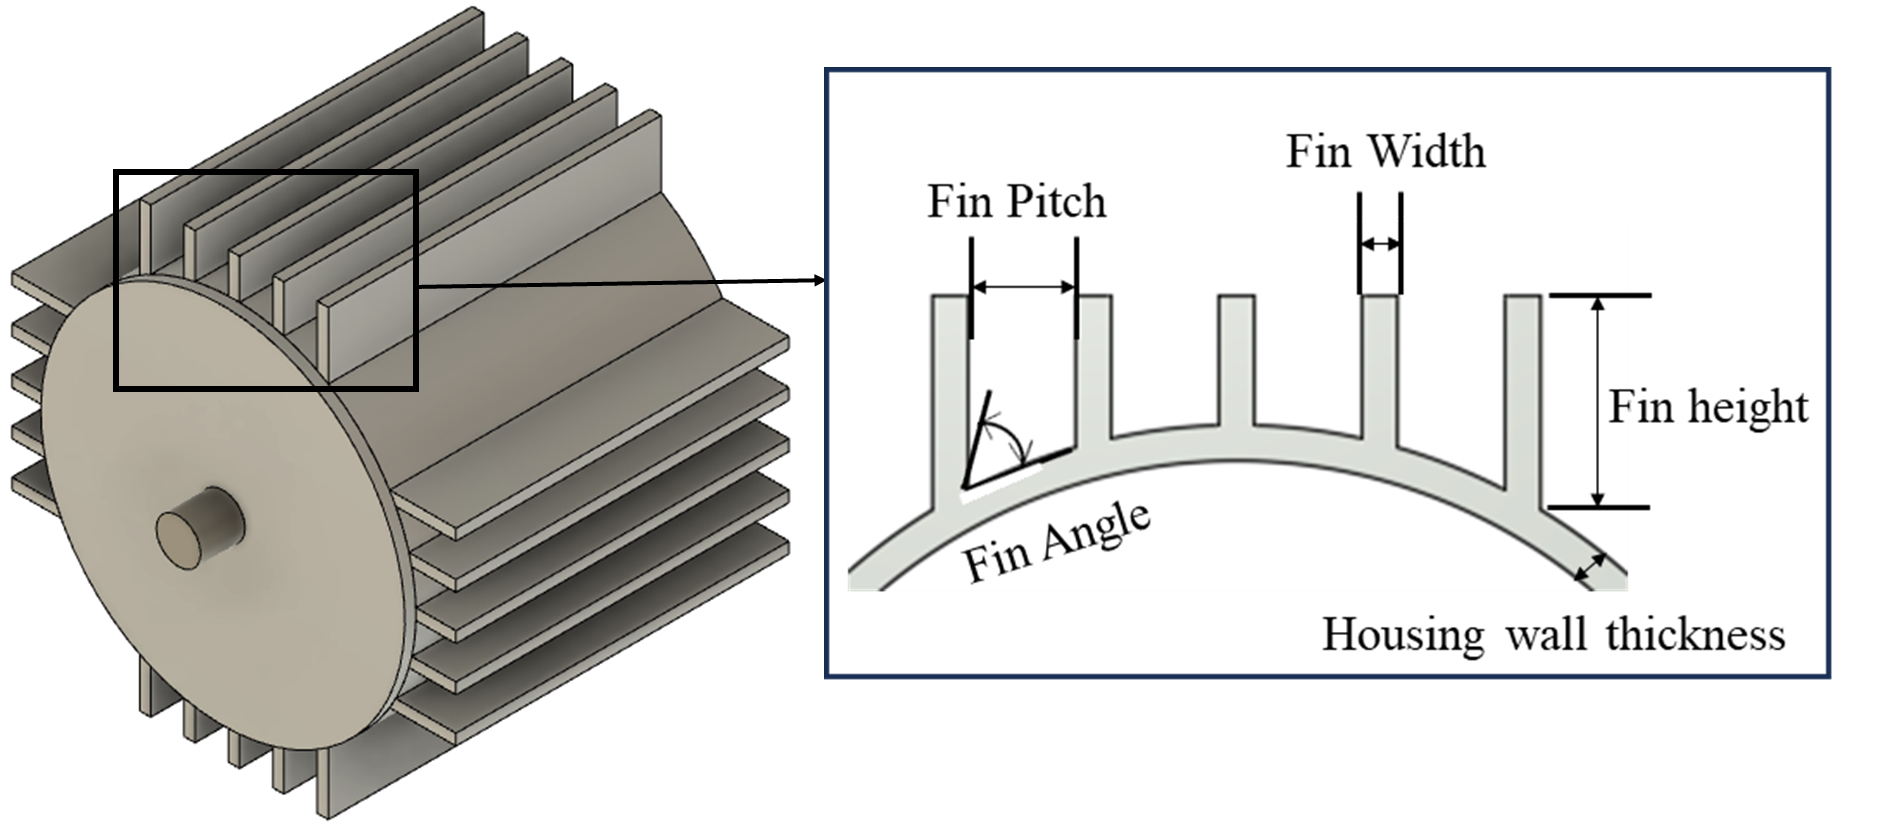 Fin Width
Fin Pitch
Fin height
Fin Angle
Housing wall thickness